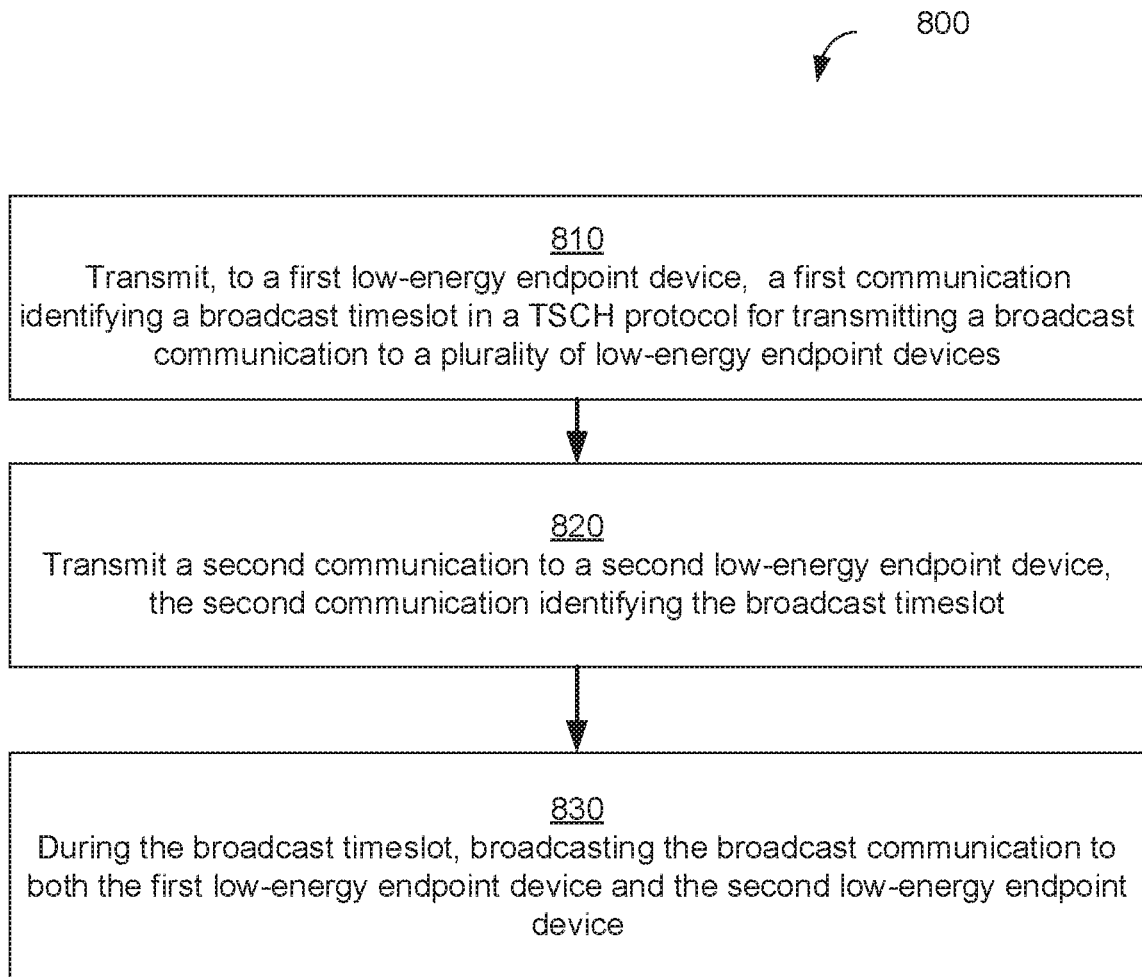 800
810
Transmit, to a first low-energy endpoint device, a first communication
identifying a broadcast timeslot in a TSCH protocol for transmitting a broadcast
communication to a plurality of low-energy endpoint devices
820
Transmit a second communication to a second low-energy endpoint device,
the second communication identifying the broadcast timeslot
830
During the broadcast timeslot, broadcasting the broadcast communication to
both the first low-energy endpoint device and the second low-energy endpoint
device